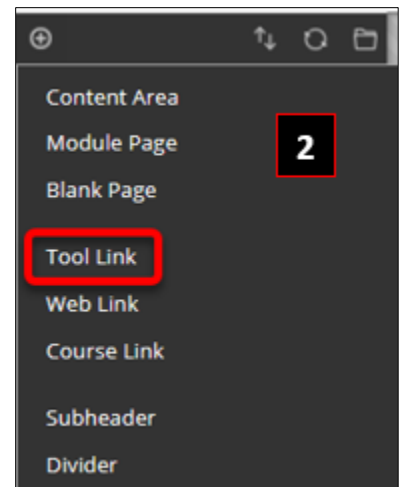 Content Area
Module Page
2
Blank Page
Tool Link
Web Link
Course Link
Subheader
Divider